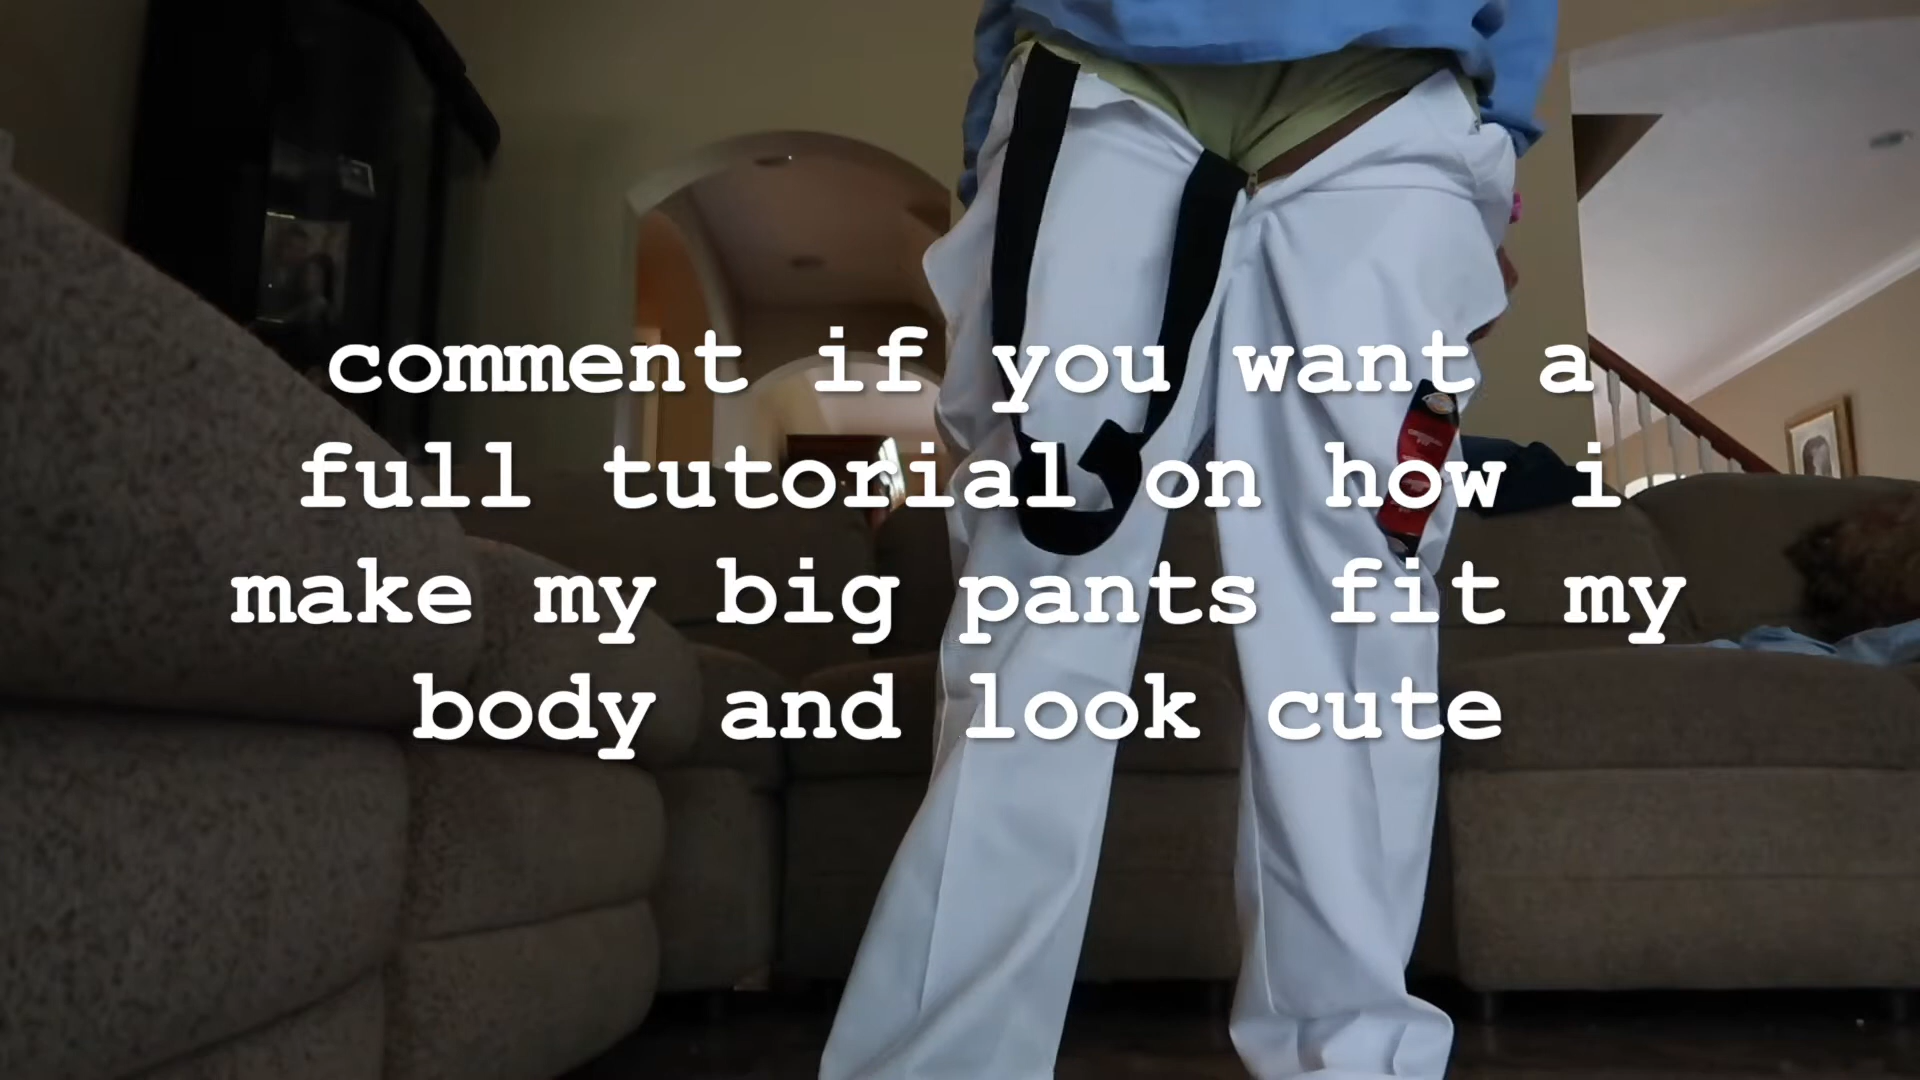 comment if you want a
full tutorial on how i
make my big pants fit my
body and look cute